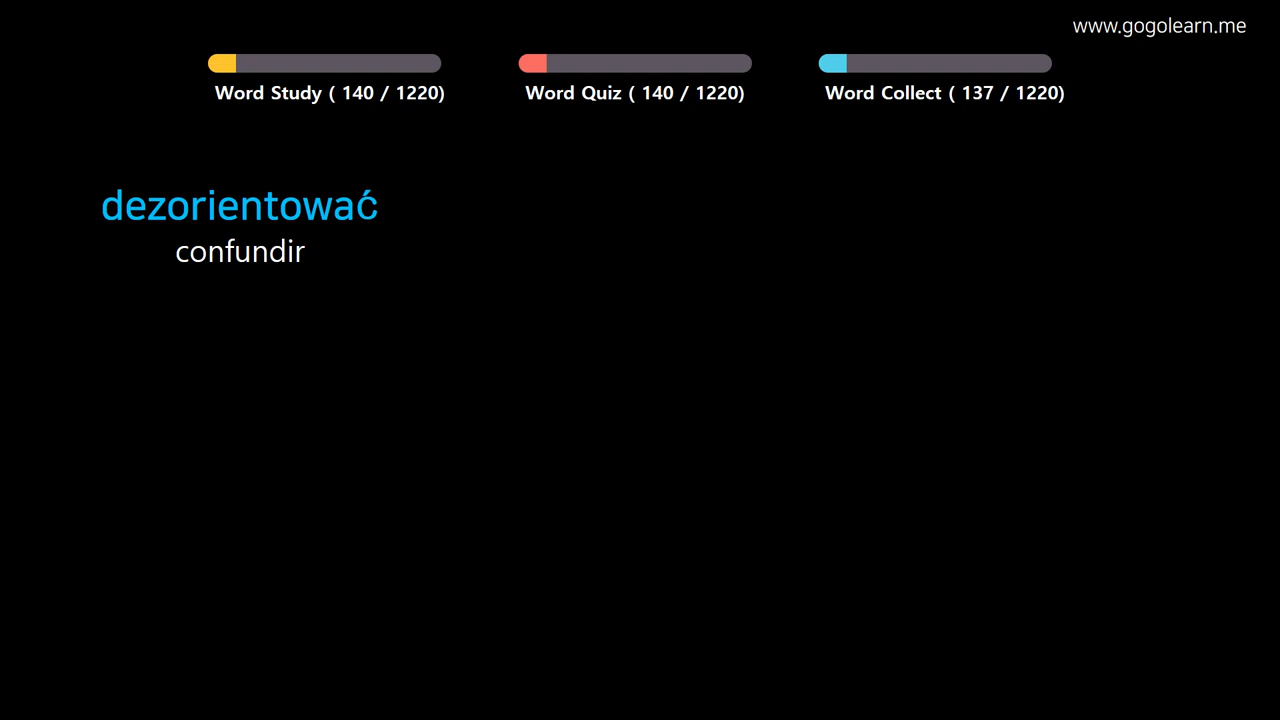 www.gogolearn.me
Word Study ( 140 / 1220)
Word Quiz ( 140 / 1220)
Word Collect ( 137 / 1220)
dezorientować
confundir